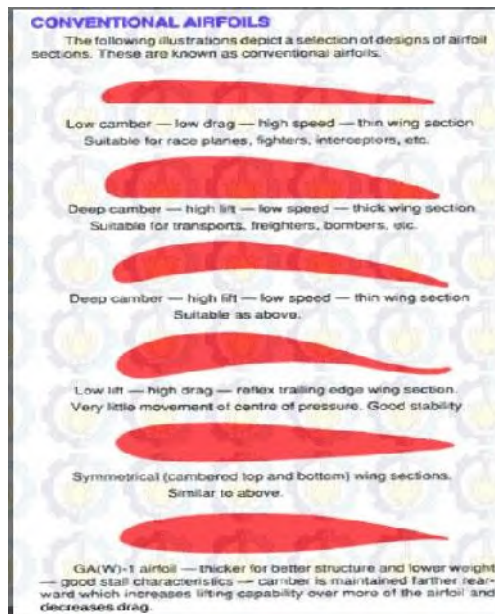 CONVENTIONAL AIRFOILS
The following illustrations depict a selection of designs of airfoil
sections. These are known as conventional airfoils.
Low camber — low drag — high speed — thin wing section
Suitable for race planes, fighters, interceptors, etc.
Deep camber — high lift — low speed — thick wing section
Suitable for transports, freighters, bombers, etc.
Deep camber — high lift — low speed — thin wing section
Suitable as above.
Low lift — high drag — reflex trailing edge wing section.
Very little movement of centre of pressure. Good stability.
Symmetrical (cambered top and bottom) wing sections.
Similar to above.
GA(W)-1 airfoil — thicker for better structure and lower weight
— good stall characteristics — camber is maintained farther rear-
ward which increases lifting capability over more of the airfoil and
decreases drag.